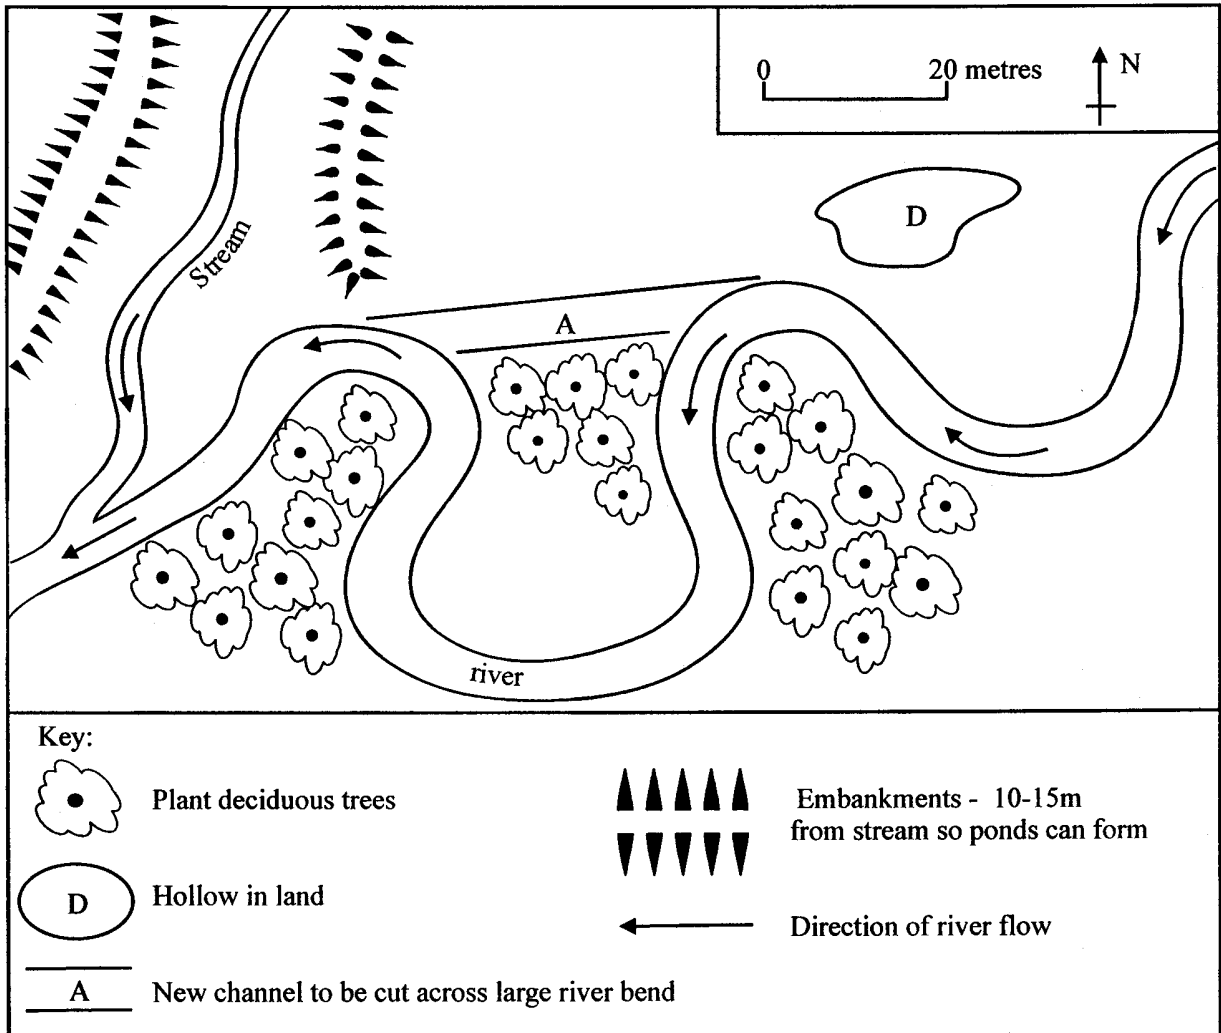 0 20 metres N
D
Stream
A
river
Key:
Plant deciduous trees
D Hollow in land
A New channel to be cut across large river bend
Embankments - 10-15m
from stream so ponds can form
Direction of river flow